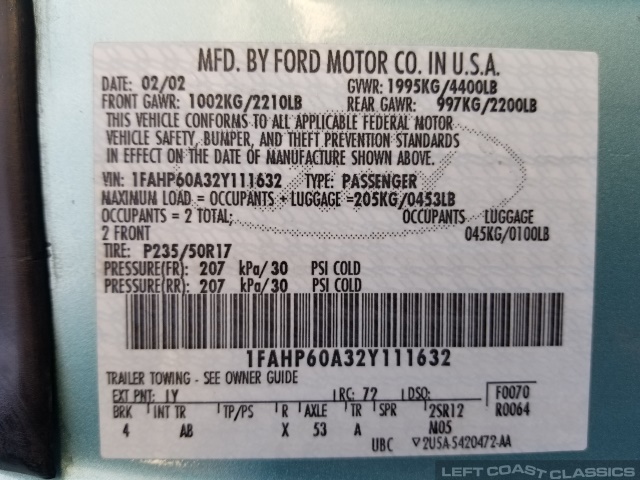 MFD. BY FORD MOTOR CO. IN U.S.A.
DATE: 02/02 GVWR: 1995KG/4400LB
FRONT GAWR: 1002KG/2210LB REAR GAWR: 997KG/2200LB
THIS VEHICLE CONFORMS TO ALL APPLICABLE FEDERAL MOTOR
VEHICLE SAFETY, BUMPER, AND THEFT PREVENTION STANDARDS
IN EFFECT ON THE DATE OF MANUFACTURE SHOWN ABOVE.
VIN: 1FAHP60A32Y111632 TYPE: PASSENGER
MAXIMUM LOAD = OCCUPANTS + LUGGAGE =205KG/0453LB
OCCUPANTS = 2 TOTAL; OCCUPANTS LUGGAGE
2 FRONT 045KG/0100LB
TIRE: P235/50R17
PRESSURE(FR): 207 kPa/30 PSI COLD
PRESSURE(RR): 207 kPa/30 PSI COLD
1FAHP60A32Y111632
TRAILER TOWING - SEE OWNER GUIDE
EXT PNT: LY RC: 72 DSO: F0070
BRK INT TR TP/PS R AXLE TR SPR 2SR12 R0064
4 AB X 53 A M05
UBC 2U5A-5420472-AA
LEFT COAST CLASSICS